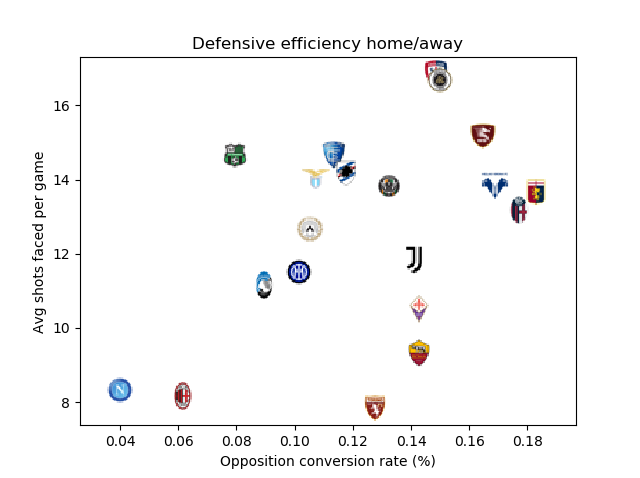 Defensive efficiency home/away
Avg shots faced per game
16
14
12
10
8
0.04 0.06 0.08 0.10 0.12 0.14 0.16 0.18
Opposition conversion rate (%)
N